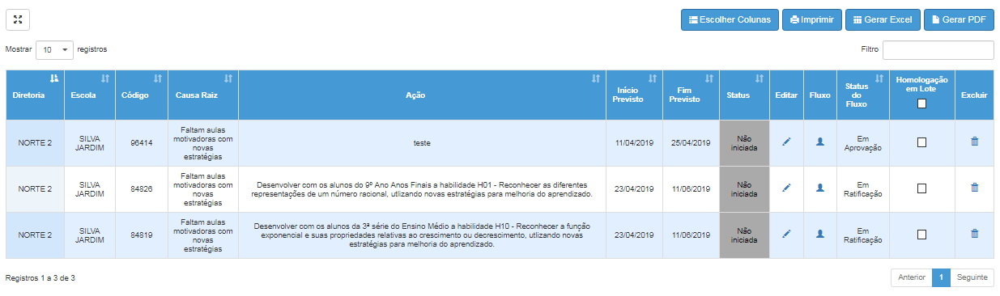 Escolher Colunas Imprimir Gerar Excel Gerar PDF
Mostrar 10 registros Filtro
Diretoria Escola Código Causa Raiz Ação Início Previsto Fim Previsto Status Editar Fluxo Status do Fluxo Homologação em Lote Excluir
NORTE 2 SILVA JARDIM 96414 Faltam aulas motivadoras com novas estratégias teste 11/04/2019 25/04/2019 Não iniciada Em Aprovação
NORTE 2 SILVA JARDIM 84826 Faltam aulas motivadoras com novas estratégias Desenvolver com os alunos do 9º Ano Anos Finais a habilidade H01 - Reconhecer as diferentes representações de um número racional, utlizando novas estratégias para melhoria do aprendizado. 23/04/2019 11/06/2019 Não iniciada Em Ratificação
NORTE 2 SILVA JARDIM 84819 Faltam aulas motivadoras com novas estratégias Desenvolver com os alunos da 3ª série do Ensino Médio a habilidade H10 - Reconhecer a função exponencial e suas propriedades relativas ao crescimento ou decrescimento, utlizando novas estratégias para melhoria do aprendizado. 23/04/2019 11/06/2019 Não iniciada Em Ratificação
Registros 1 a 3 de 3 Anterior 1 Seguinte